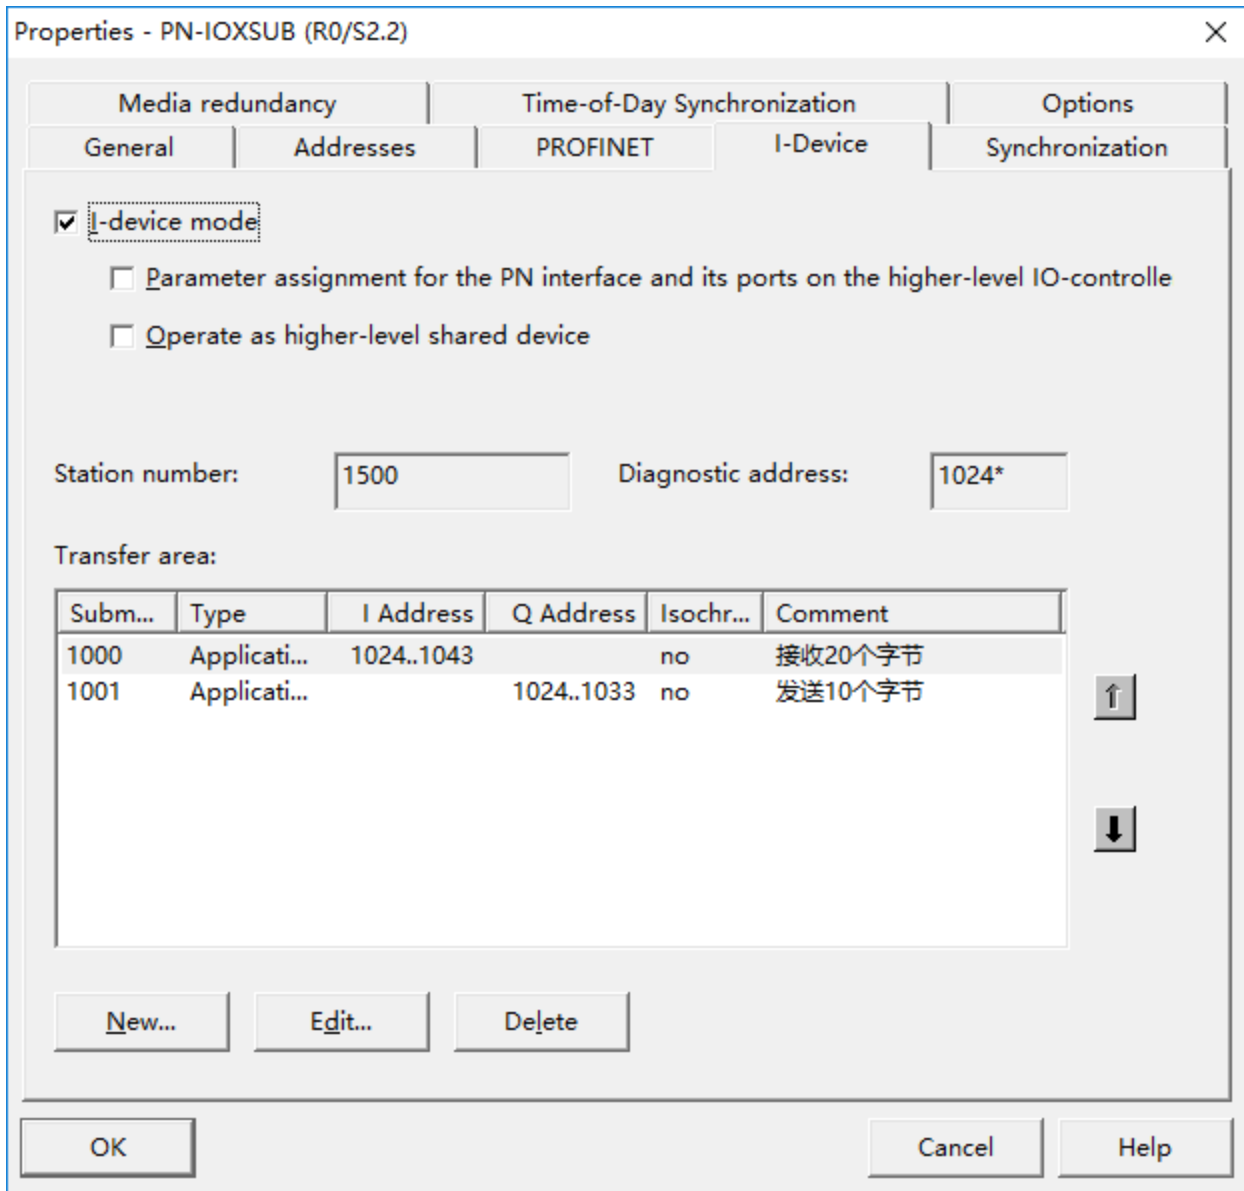 Properties - PN-IOXSUB (R0/S2.2)
Media redundancy Time-of-Day Synchronization Options
General Addresses PROFINET I-Device Synchronization
I-device mode
Parameter assignment for the PN interface and its ports on the higher-level IO-controlle
Operate as higher-level shared device
Station number: 1500 Diagnostic address: 1024*
Transfer area:
Subm... Type I Address Q Address Isochr... Comment
1000 Applicati... 1024..1043 no 接收20个字节
1001 Applicati... 1024..1033 no 发送10个字节
New... Edit... Delete
OK Cancel Help